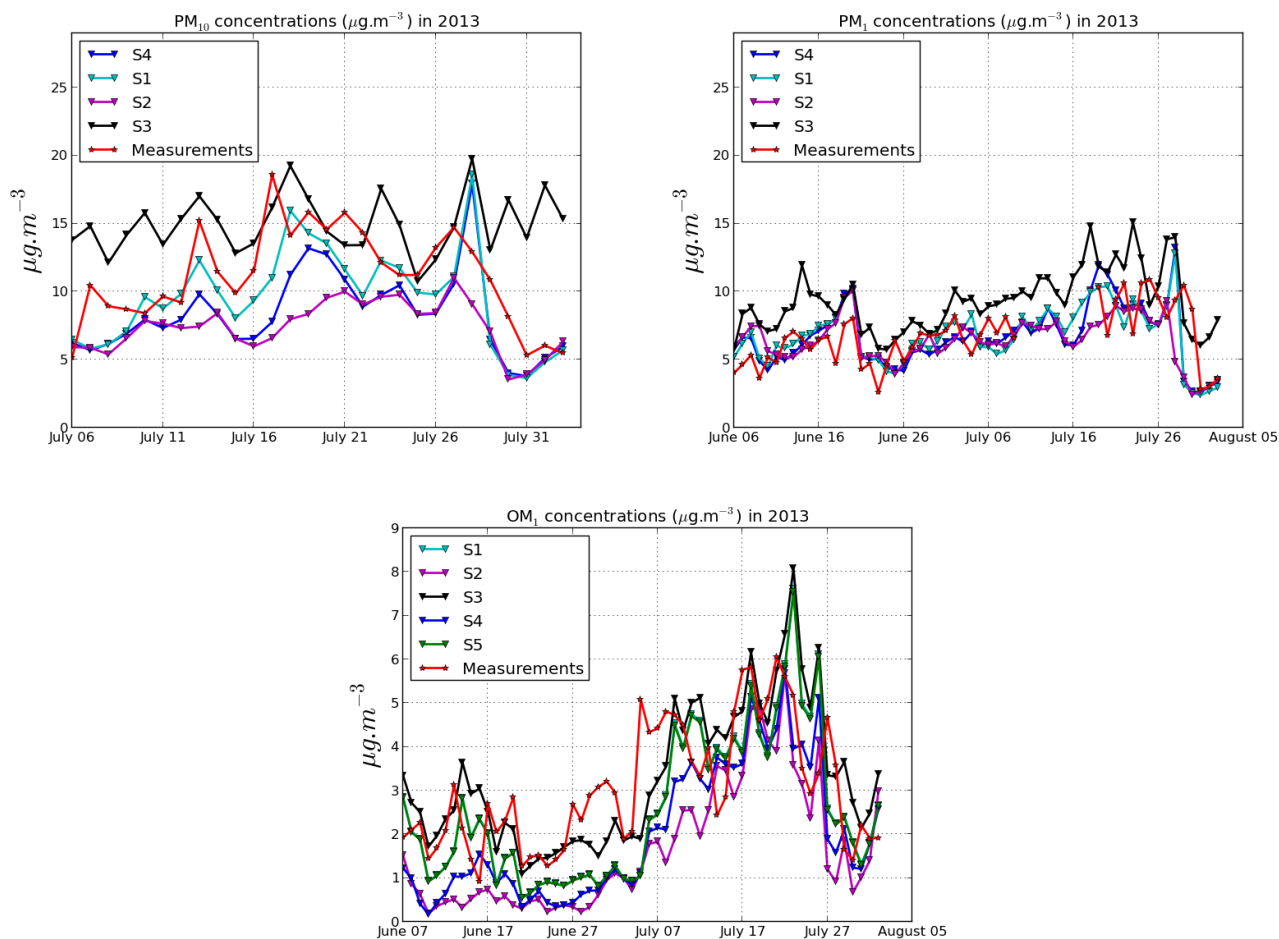 PM₁₀ concentrations (μg.m⁻³) in 2013
25
20
15
10
5
0
μg.m⁻³
S4
S1
S2
S3
Measurements
July 06 July 11 July 16 July 21 July 26 July 31
PM₁ concentrations (μg.m⁻³) in 2013
25
20
15
10
5
0
μg.m⁻³
S4
S1
S2
S3
Measurements
June 06 June 16 June 26 July 06 July 16 July 26 August 05
OM₁ concentrations (μg.m⁻³) in 2013
9
8
7
6
5
4
3
2
1
0
μg.m⁻³
S1
S2
S3
S4
S5
Measurements
June 07 June 17 June 27 July 07 July 17 July 27 August 05